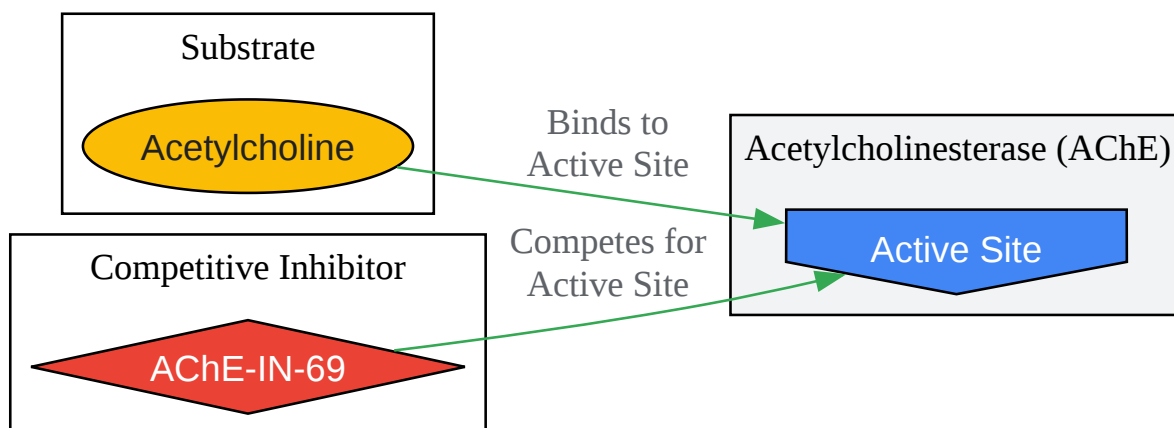 Substrate
Acetylcholine
Binds to
Active Site
Acetylcholinesterase (AChE)
Active Site
Competes for
Active Site
Competitive Inhibitor
AChE-IN-69